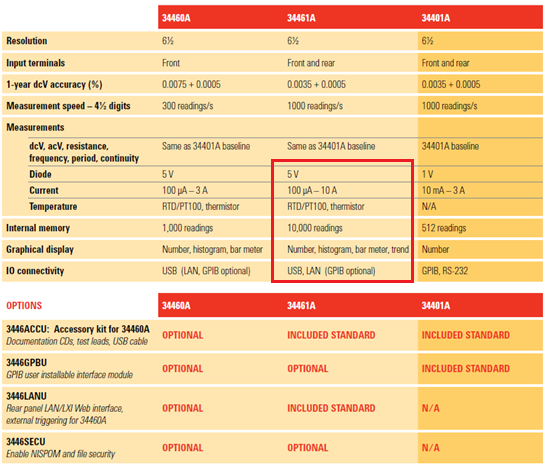 34460A 34461A 34401A
Resolution 6½ 6½ 6½
Input terminals Front Front and rear Front and rear
1-year dcV accuracy (%) 0.0075 + 0.0005 0.0035 + 0.0005 0.0035 + 0.0005
Measurement speed – 4½ digits 300 readings/s 1000 readings/s 1000 readings/s
Measurements
dcV, acV, resistance, Same as 34401A baseline Same as 34401A baseline 34401A baseline
frequency, period, continuity
Diode 5 V 5 V 1 V
Current 100 µA – 3 A 100 µA – 10 A 10 mA – 3 A
Temperature RTD/PT100, thermistor RTD/PT100, thermistor N/A
Internal memory 1,000 readings 10,000 readings 512 readings
Graphical display Number, histogram, bar meter Number, histogram, bar meter, trend Number
IO connectivity USB (LAN, GPIB optional) USB, LAN (GPIB optional) GPIB, RS-232
OPTIONS 34460A 34461A 34401A
3446ACCU: Accessory kit for 34460A
Documentation CDs, test leads, USB cable OPTIONAL INCLUDED STANDARD INCLUDED STANDARD
3446GPBU
GPIB user installable interface module OPTIONAL OPTIONAL INCLUDED STANDARD
3446LANU
Rear panel LAN/LXI Web interface, OPTIONAL INCLUDED STANDARD N/A
external triggering for 34460A
3446SECU
Enable NISPOM and file security OPTIONAL OPTIONAL N/A